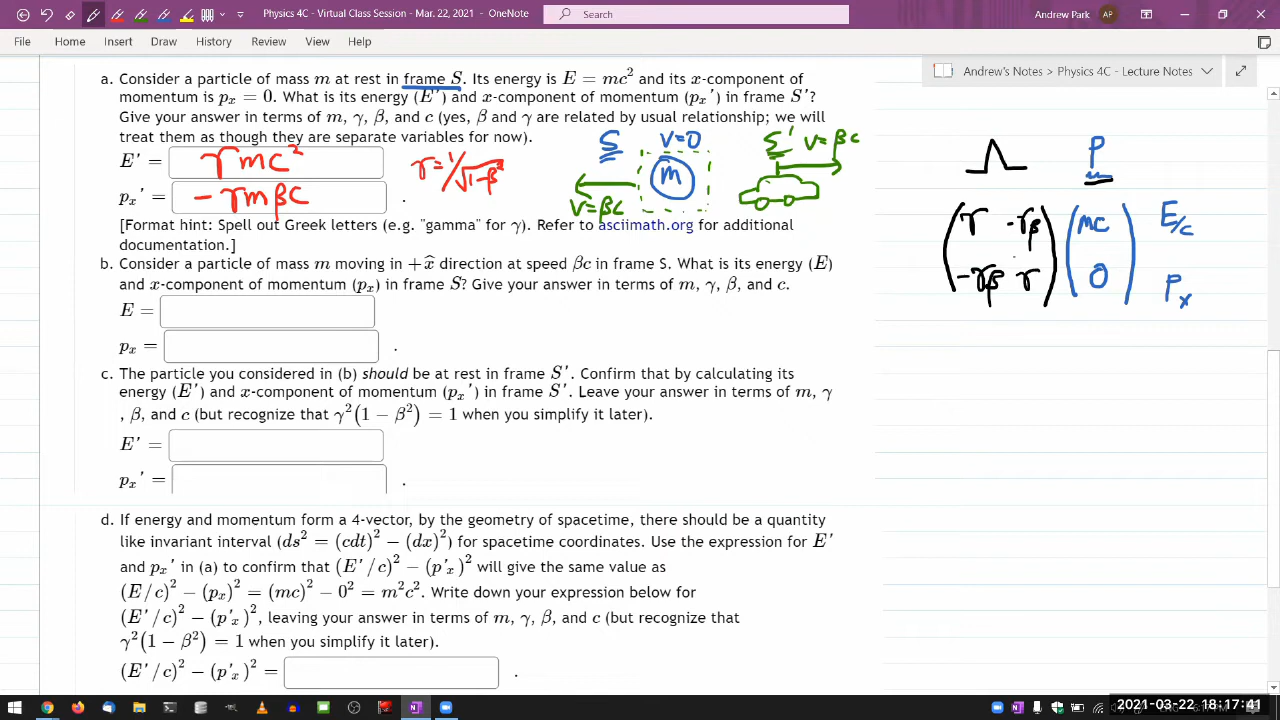 Physics 4C - Virtual Class Session - Mar. 22, 2021 - OneNote
Search
Andrew Park
AP
File Home Insert Draw History Review View Help
Andrew's Notes » Physics 4C - Lecture Notes
a. Consider a particle of mass m at rest in frame S. Its energy is E = mc² and its x-component of
momentum is pₓ = 0. What is its energy (E') and x-component of momentum (pₓ') in frame S'?
Give your answer in terms of m, γ, β, and c (yes, β and γ are related by usual relationship; we will
treat them as though they are separate variables for now).
E' = γmc²
pₓ' = -γmβc .
γ = 1/√1-β²
S v=0
m
v=βc
S' v=βc
Λ P
(γ -γβ) (mc) E/c
(-γβ γ) (0) pₓ
[Format hint: Spell out Greek letters (e.g. "gamma" for γ). Refer to asciimath.org for additional
documentation.]
b. Consider a particle of mass m moving in +x̂ direction at speed βc in frame S. What is its energy (E)
and x-component of momentum (pₓ) in frame S? Give your answer in terms of m, γ, β, and c.
E =
pₓ = .
c. The particle you considered in (b) should be at rest in frame S'. Confirm that by calculating its
energy (E') and x-component of momentum (pₓ') in frame S'. Leave your answer in terms of m, γ
, β, and c (but recognize that γ²(1 − β²) = 1 when you simplify it later).
E' =
pₓ' = .
d. If energy and momentum form a 4-vector, by the geometry of spacetime, there should be a quantity
like invariant interval (ds² = (cdt)² − (dx)²) for spacetime coordinates. Use the expression for E'
and pₓ' in (a) to confirm that (E'/c)² − (p'ₓ)² will give the same value as
(E/c)² − (pₓ)² = (mc)² − 0² = m²c². Write down your expression below for
(E'/c)² − (p'ₓ)², leaving your answer in terms of m, γ, β, and c (but recognize that
γ²(1 − β²) = 1 when you simplify it later).
(E'/c)² − (p'ₓ)² = .
2021-03-22 18:17:41